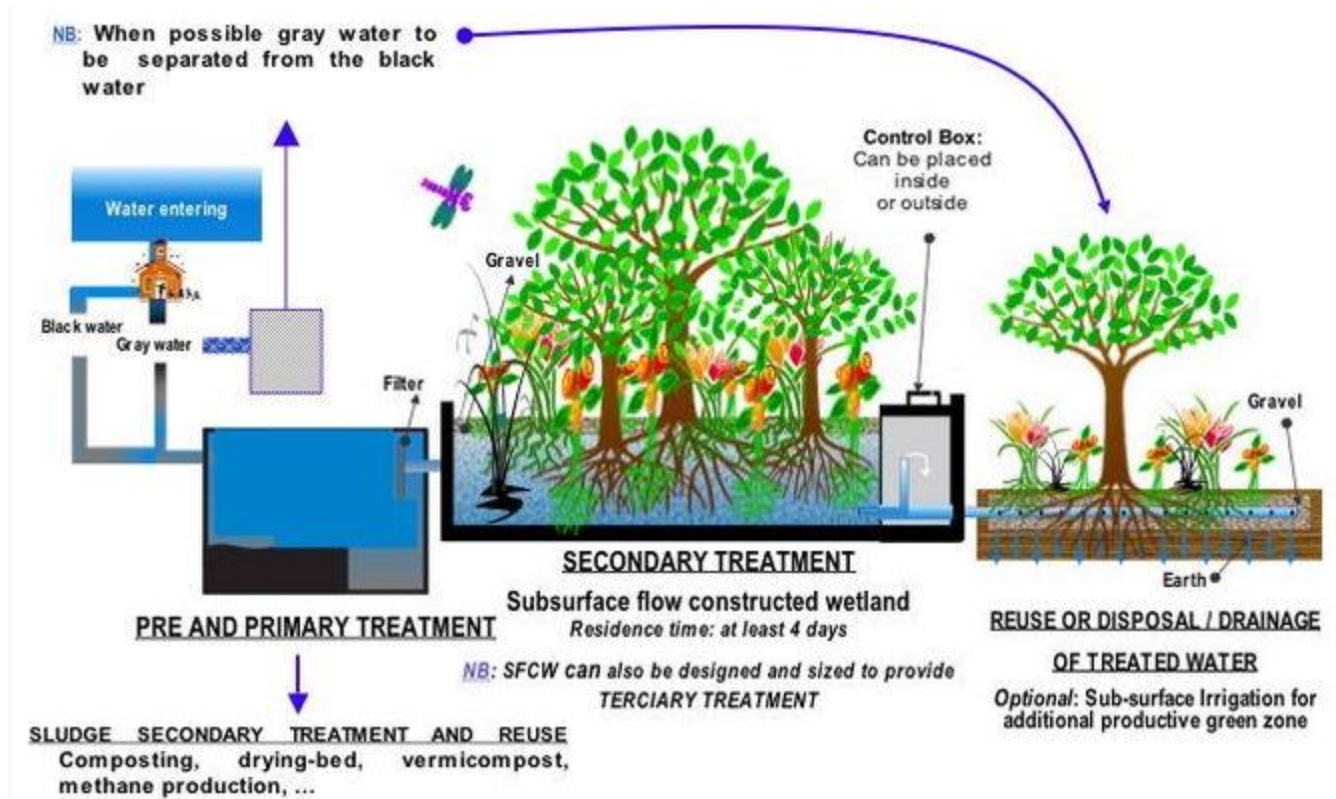 NB: When possible gray water to
be separated from the black
water
Control Box:
Can be placed
inside
or outside
Water entering
Gravel
Black water
Gray water
Filter
Gravel
Earth
SECONDARY TREATMENT
Subsurface flow constructed wetland
Residence time: at least 4 days
NB: SFCW can also be designed and sized to provide
TERCIARY TREATMENT
PRE AND PRIMARY TREATMENT
REUSE OR DISPOSAL / DRAINAGE
OF TREATED WATER
Optional: Sub-surface Irrigation for
additional productive green zone
SLUDGE SECONDARY TREATMENT AND REUSE
Composting, drying-bed, vermicompost,
methane production, ...